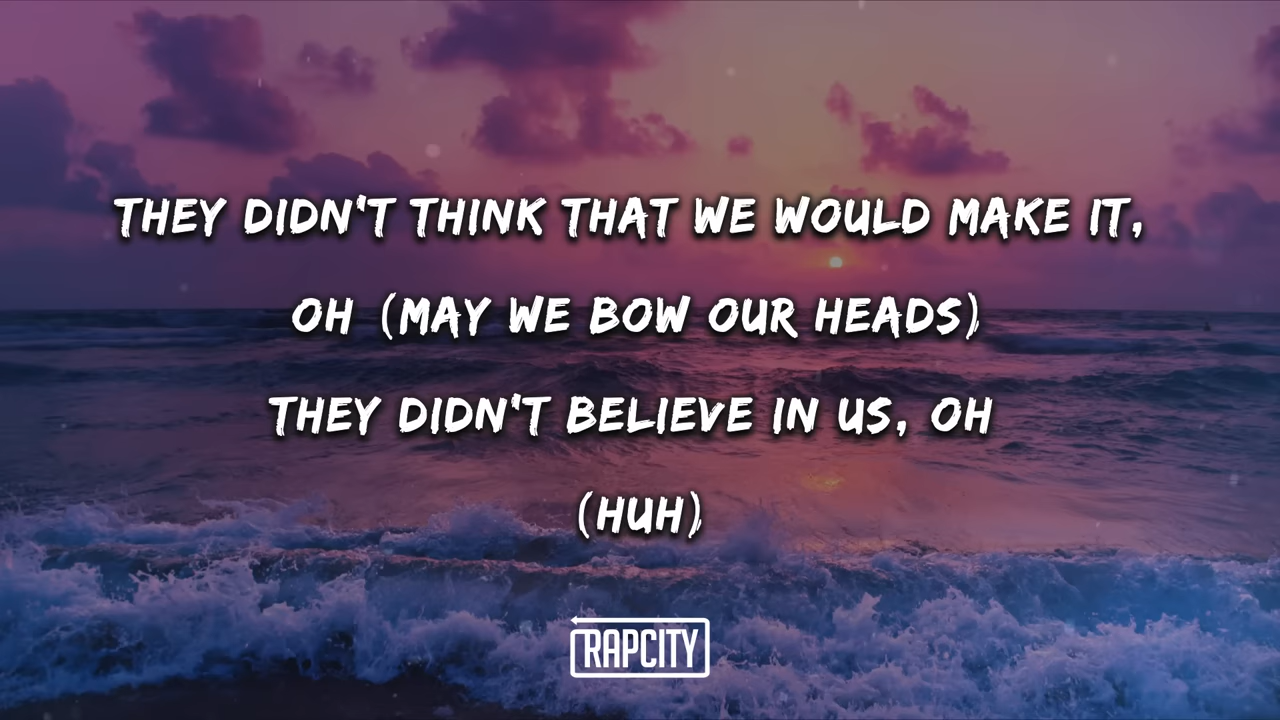 THEY DIDN'T THINK THAT WE WOULD MAKE IT,
OH (MAY WE BOW OUR HEADS)
THEY DIDN'T BELIEVE IN US, OH
(HUH)
RAPCITY